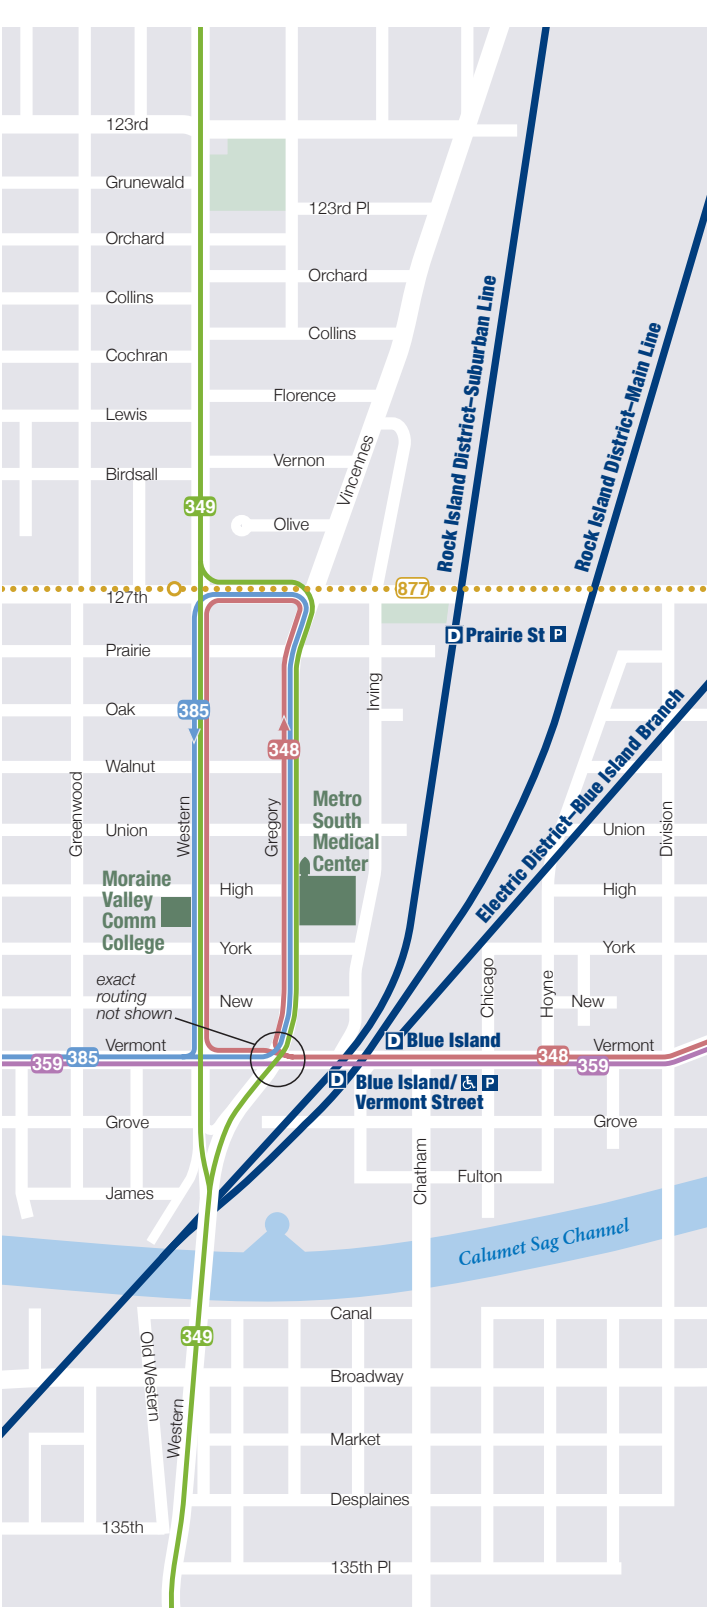 123rd
Grunewald
123rd Pl
Orchard
Orchard
Collins
Collins
Cochran
Florence
Lewis
Vernon
Birdsall
Vincennes
Olive
349
Rock Island District–Suburban Line
Rock Island District–Main Line
877
127th
D Prairie St P
Prairie
Irving
Oak
385
Walnut
348
Electric District–Blue Island Branch
Greenwood
Western
Gregory
Metro
South
Medical
Center
Union
Union
Division
Moraine
Valley
Comm
College
High
High
York
York
exact
routing
not shown
New
Chicago
Hoyne
New
Vermont
D Blue Island
Vermont
359
385
348
359
D Blue Island/ P
Vermont Street
Grove
Grove
Chatham
Fulton
James
Calumet Sag Channel
Canal
349
Old Western
Western
Broadway
Market
Desplaines
135th
135th Pl